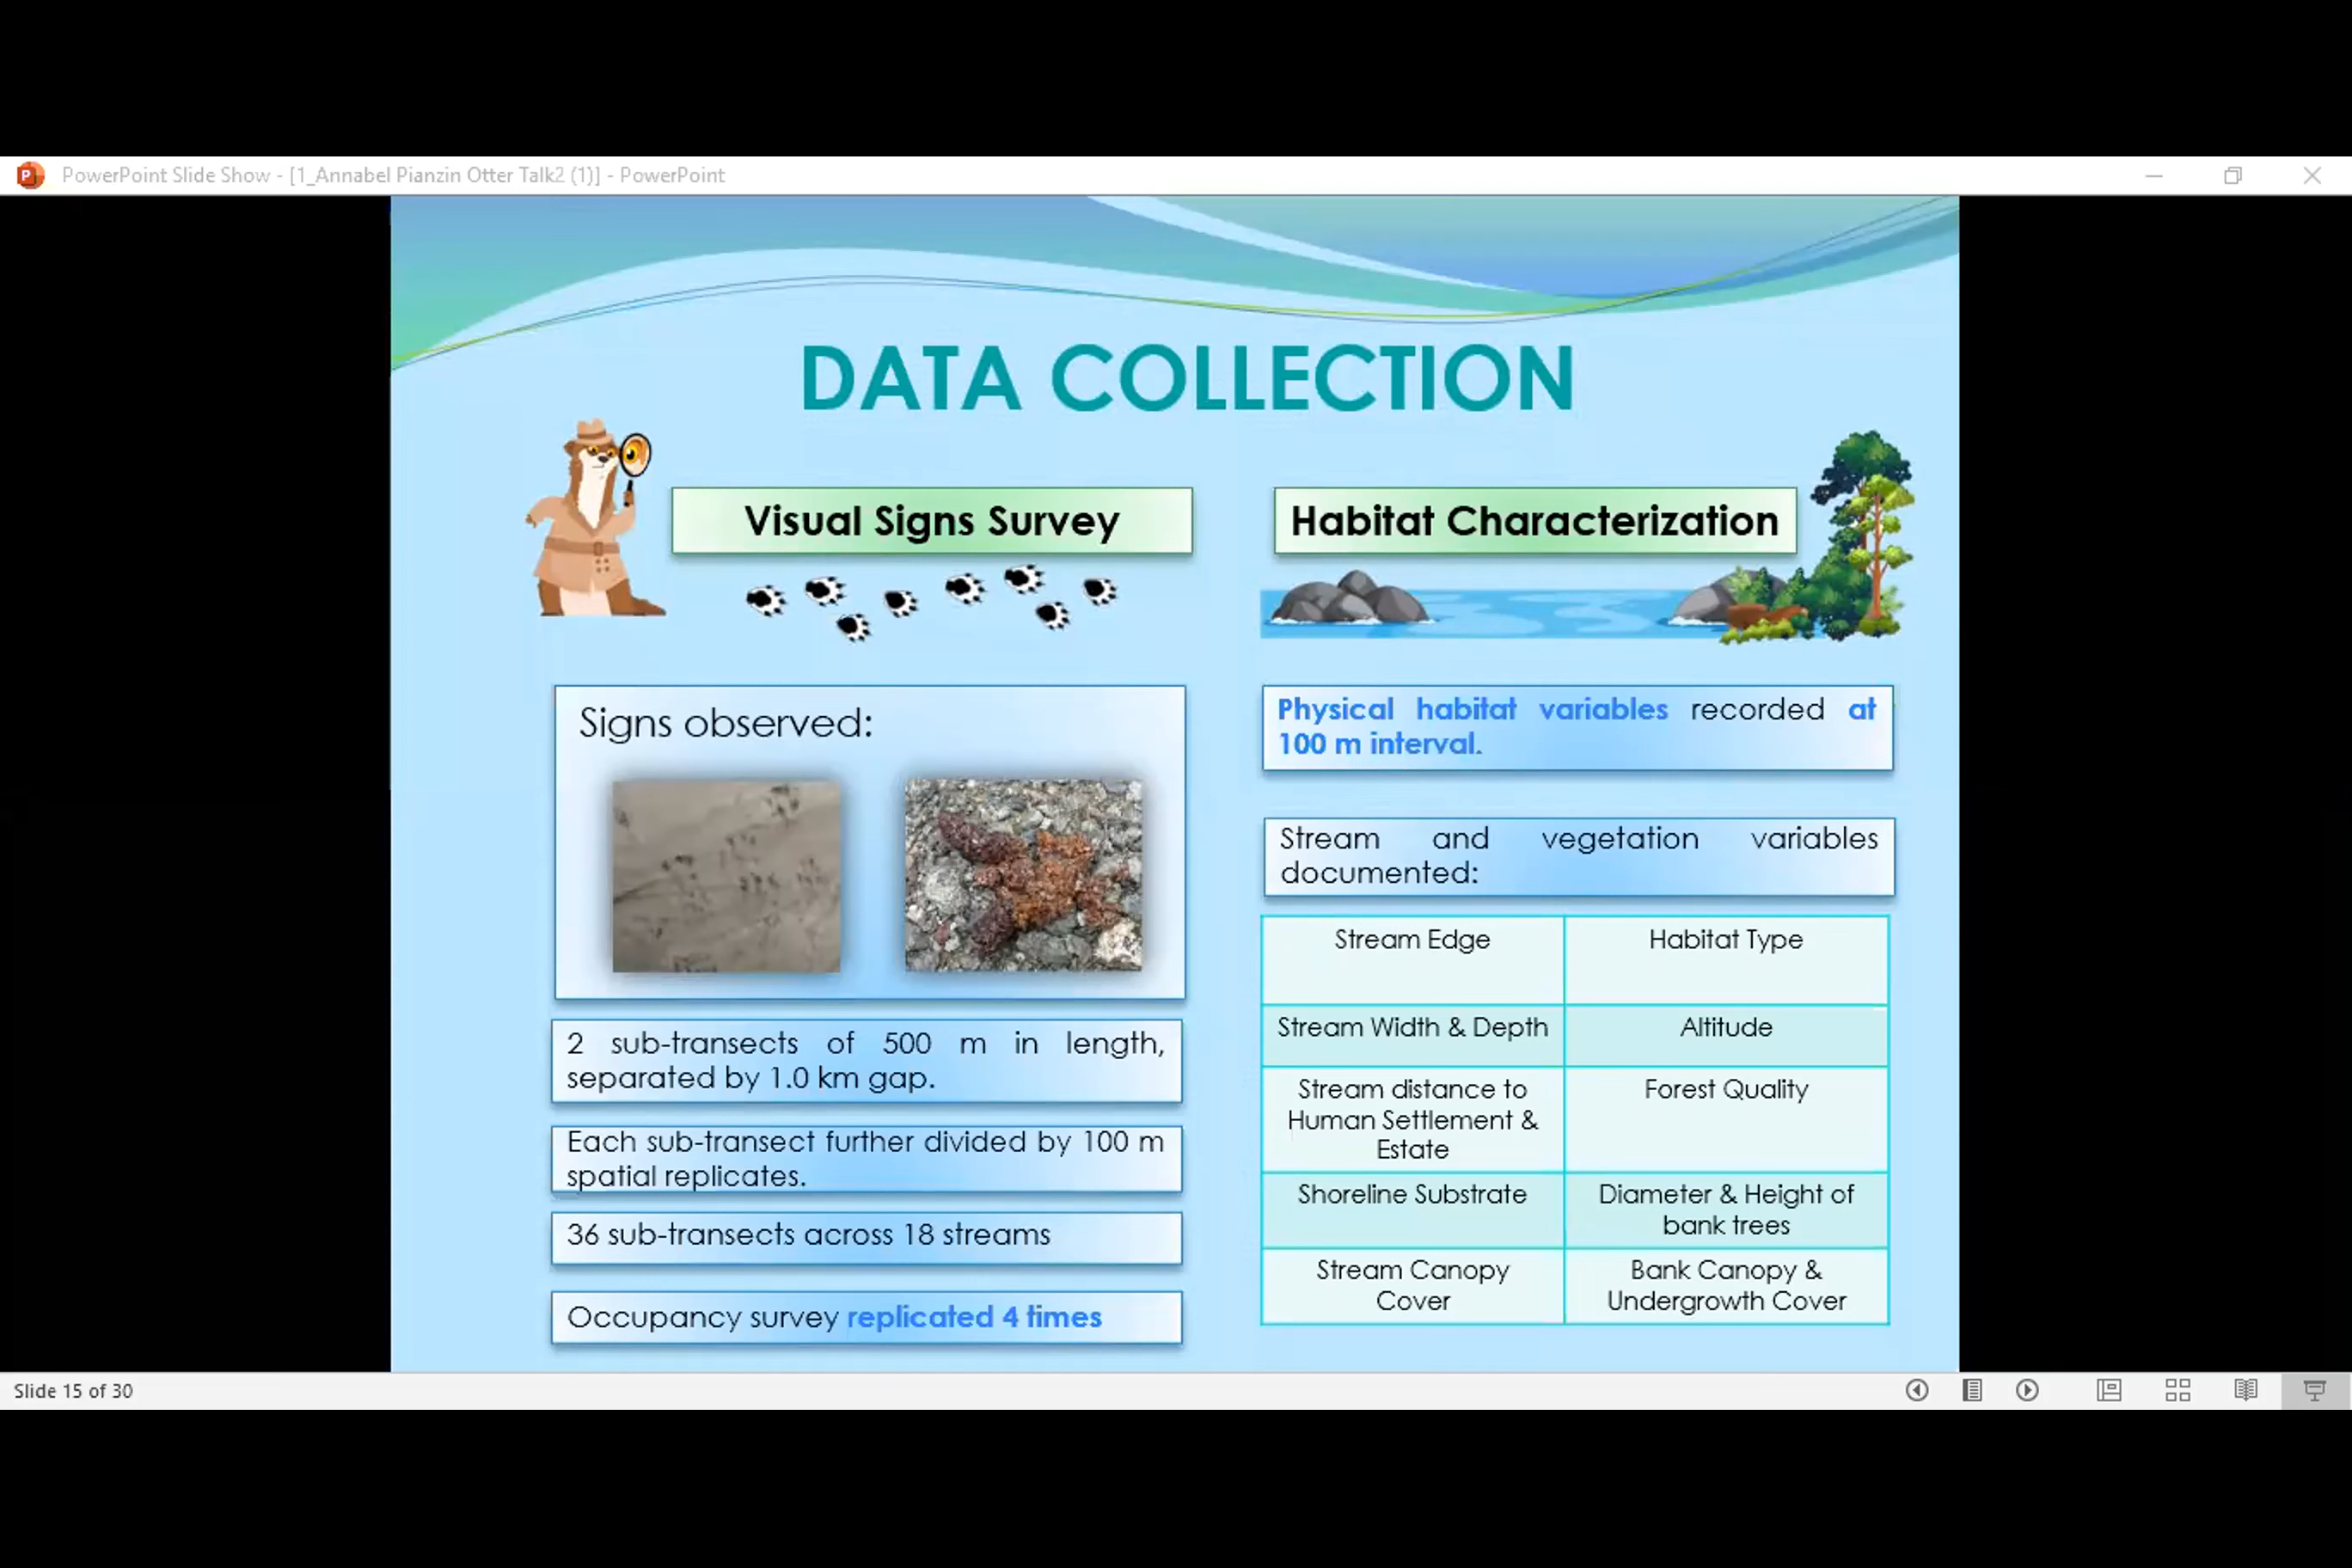 PowerPoint Slide Show - [1_Annabel Pianzin Otter Talk2 (1)] - PowerPoint
DATA COLLECTION
Visual Signs Survey
Signs observed:
2 sub-transects of 500 m in length,
separated by 1.0 km gap.
Each sub-transect further divided by 100 m
spatial replicates.
36 sub-transects across 18 streams
Occupancy survey replicated 4 times
Habitat Characterization
Physical habitat variables recorded at
100 m interval.
Stream and vegetation variables
documented:
Stream Edge
Habitat Type
Stream Width & Depth
Altitude
Stream distance to
Human Settlement &
Estate
Forest Quality
Shoreline Substrate
Diameter & Height of
bank trees
Stream Canopy
Cover
Bank Canopy &
Undergrowth Cover
Slide 15 of 30